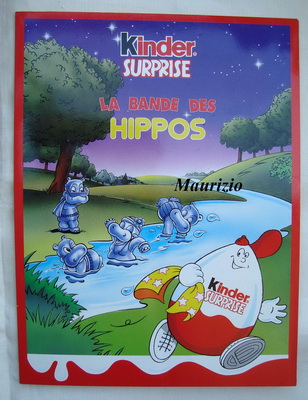 Kinder
SURPRISE
LA BANDE DES
HIPPOS
Maurizio
Kinder
SURPRISE